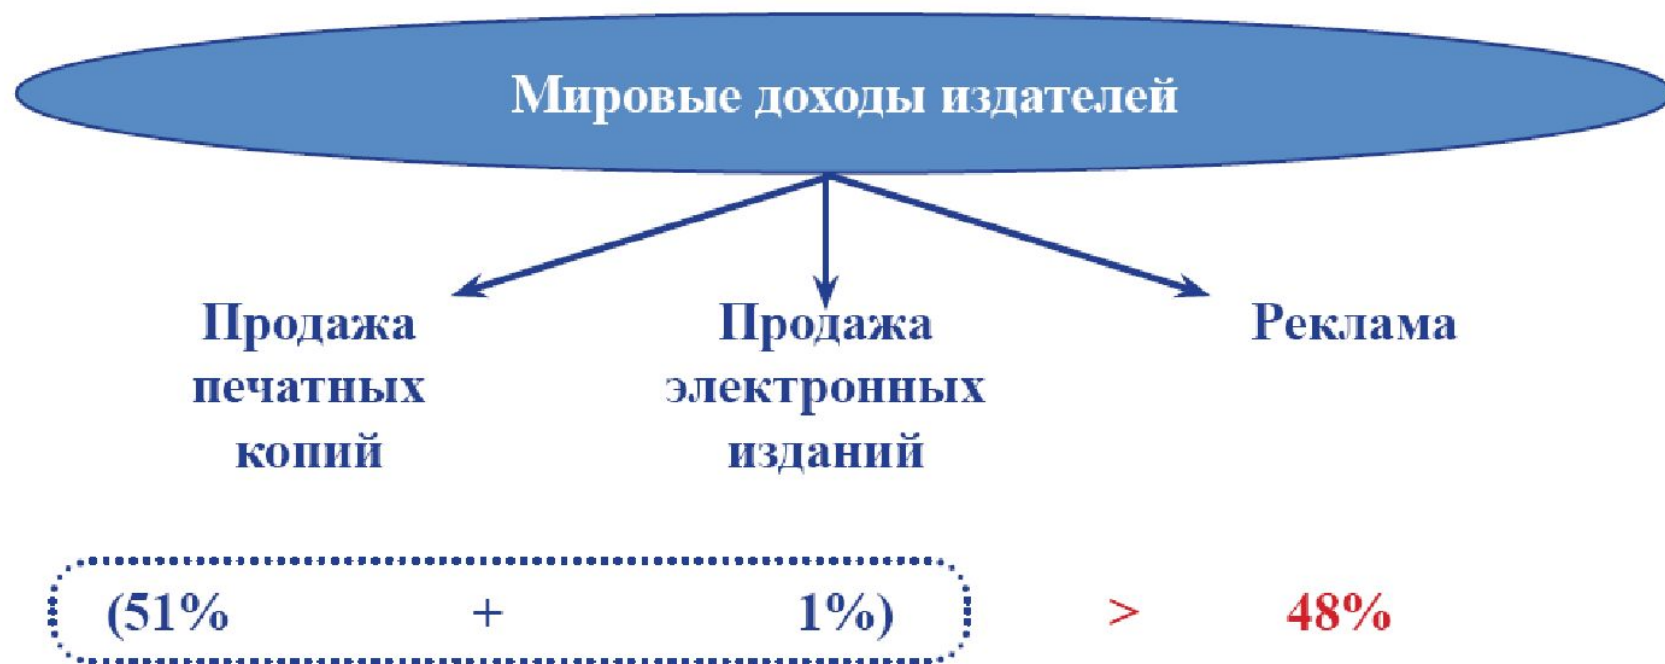 Мировые доходы издателей
Продажа
печатных
копий
Продажа
электронных
изданий
Реклама
(51% + 1%) > 48%